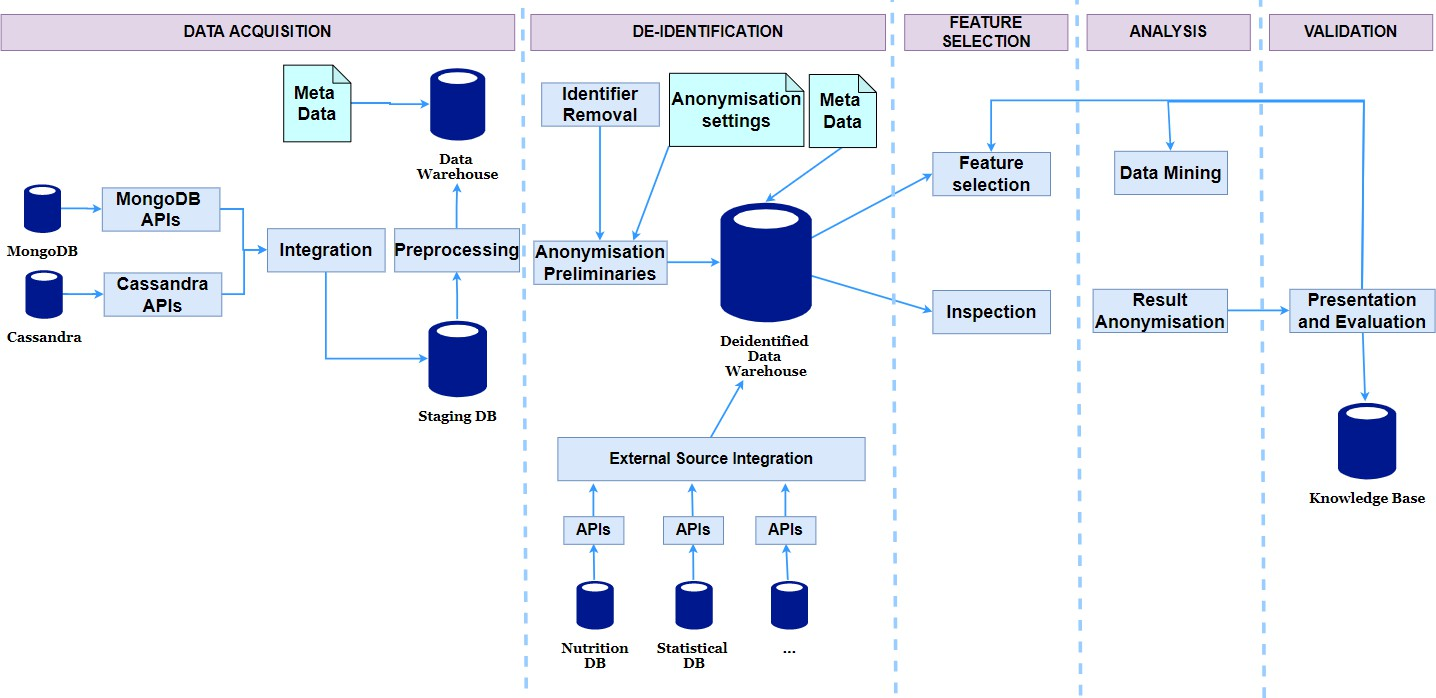 DATA ACQUISITION
DE-IDENTIFICATION
FEATURE
SELECTION
ANALYSIS
VALIDATION
Meta
Data
Data
Warehouse
MongoDB
MongoDB
APIs
Cassandra
Cassandra
APIs
Integration
Preprocessing
Staging DB
Identifier
Removal
Anonymisation
settings
Meta
Data
Anonymisation
Preliminaries
Deidentified
Data
Warehouse
External Source Integration
APIs
APIs
APIs
Nutrition
DB
Statistical
DB
...
Feature
selection
Inspection
Data Mining
Result
Anonymisation
Presentation
and Evaluation
Knowledge Base